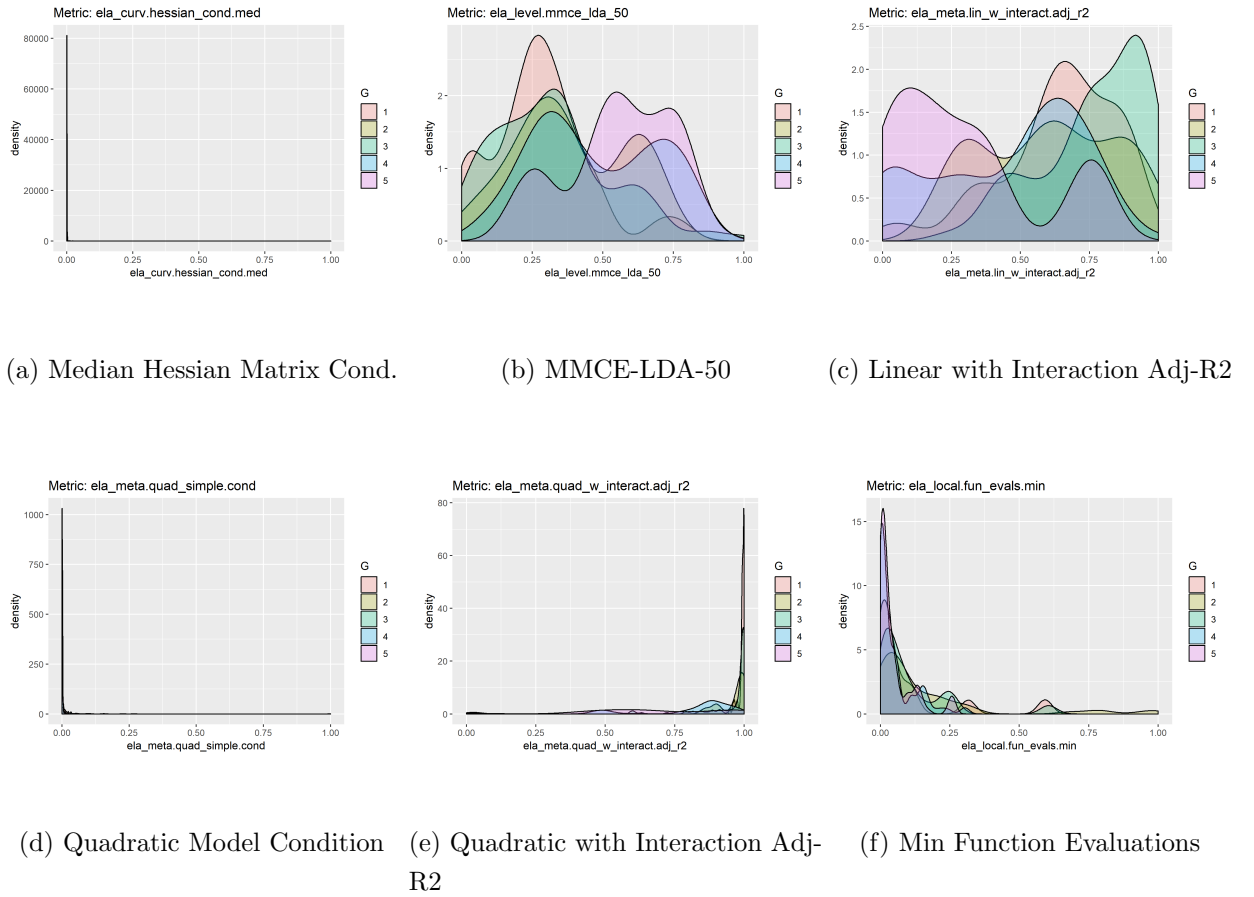 Metric: ela_curv.hessian_cond.med
80000
60000
40000
20000
0
density
0.00 0.25 0.50 0.75 1.00
ela_curv.hessian_cond.med
G
1
2
3
4
5
Metric: ela_level.mmce_lda_50
2
1
0
density
0.00 0.25 0.50 0.75 1.00
ela_level.mmce_lda_50
G
1
2
3
4
5
Metric: ela_meta.lin_w_interact.adj_r2
2.5
2.0
1.5
1.0
0.5
0.0
density
0.00 0.25 0.50 0.75 1.00
ela_meta.lin_w_interact.adj_r2
G
1
2
3
4
5
(a) Median Hessian Matrix Cond.
(b) MMCE-LDA-50
(c) Linear with Interaction Adj-R2
Metric: ela_meta.quad_simple.cond
1000
750
500
250
0
density
0.00 0.25 0.50 0.75 1.00
ela_meta.quad_simple.cond
G
1
2
3
4
5
Metric: ela_meta.quad_w_interact.adj_r2
80
60
40
20
0
density
0.00 0.25 0.50 0.75 1.00
ela_meta.quad_w_interact.adj_r2
G
1
2
3
4
5
Metric: ela_local.fun_evals.min
15
10
5
0
density
0.00 0.25 0.50 0.75 1.00
ela_local.fun_evals.min
G
1
2
3
4
5
(d) Quadratic Model Condition
(e) Quadratic with Interaction Adj-
R2
(f) Min Function Evaluations